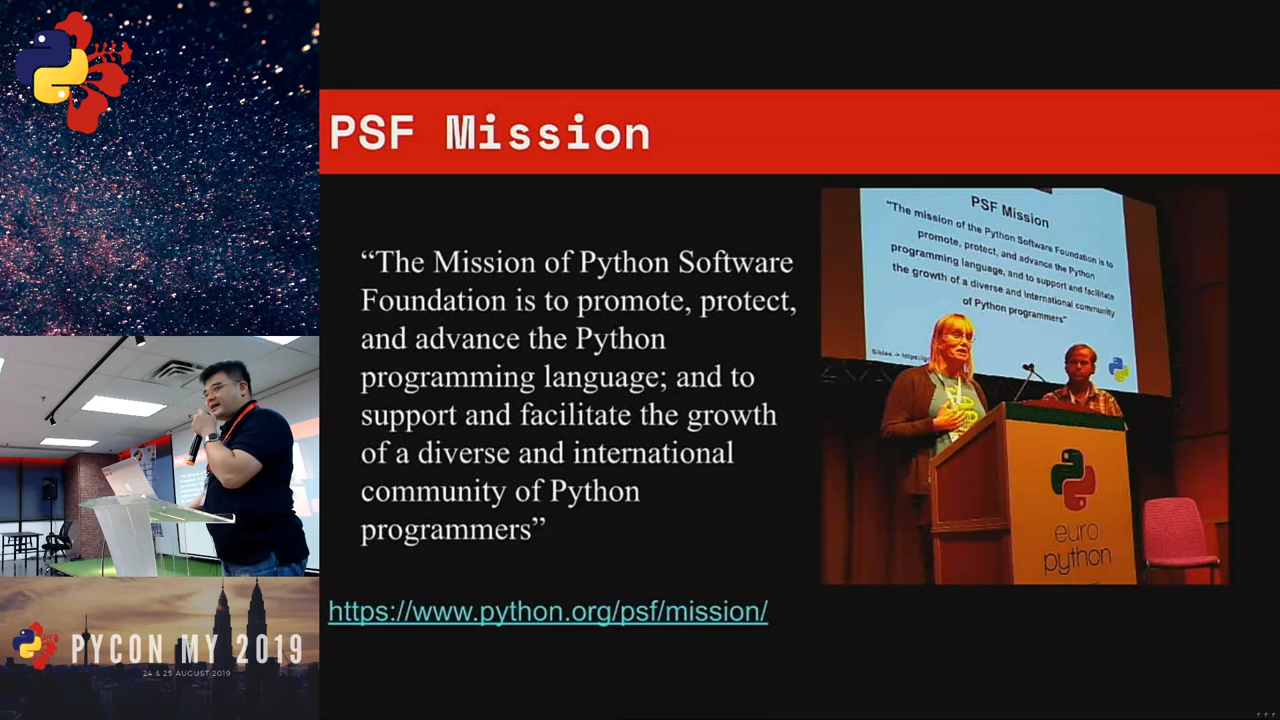 PSF Mission
“The Mission of Python Software
Foundation is to promote, protect,
and advance the Python
programming language; and to
support and facilitate the growth
of a diverse and international
community of Python
programmers”
https://www.python.org/psf/mission/
PSF Mission
"The mission of the Python Software Foundation is to
promote, protect, and advance the Python
programming language, and to support and facilitate
the growth of a diverse and international community
of Python programmers"
Slides -> https://
euro
python
PYCON MY 2019
24 & 25 AUGUST 2019